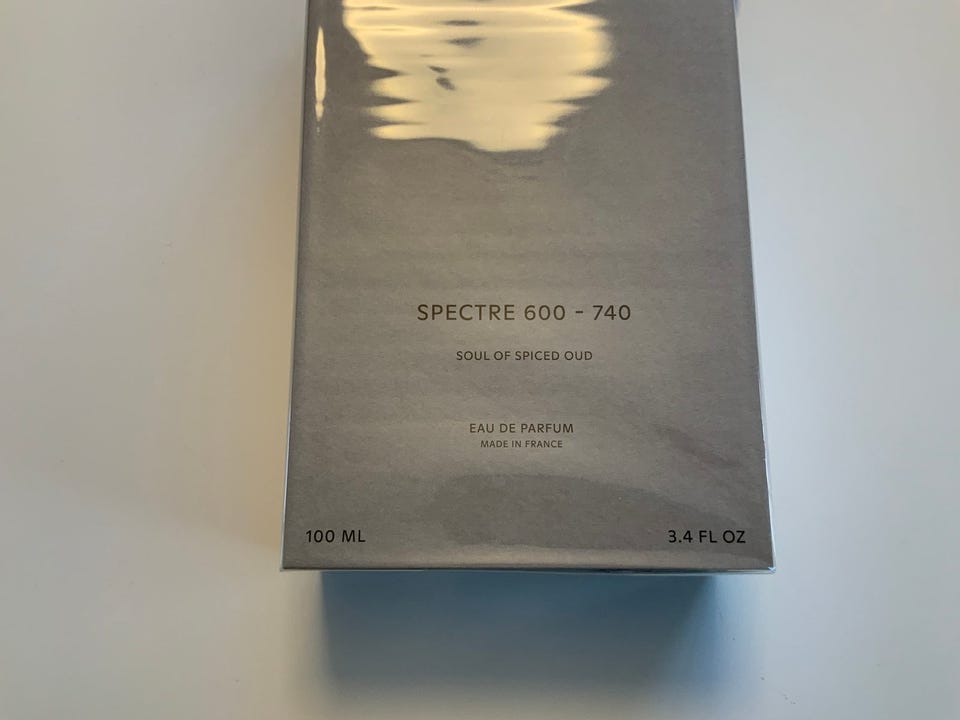 SPECTRE 600 - 740
SOUL OF SPICED OUD
EAU DE PARFUM
MADE IN FRANCE
100 ML 3.4 FL OZ